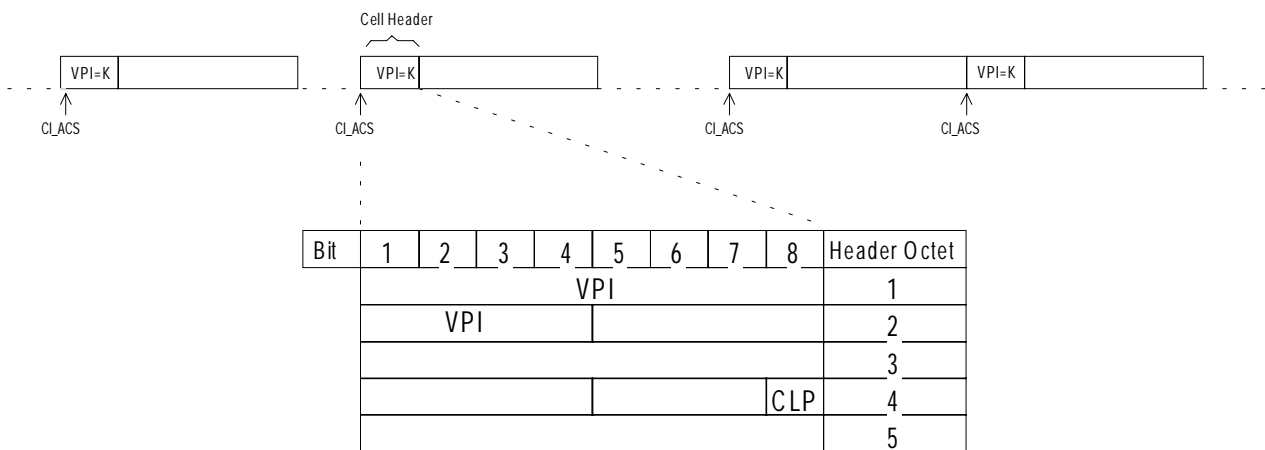 Cell Header
VPI=K VPI=K VPI=K VPI=K
CI_ACS CI_ACS CI_ACS CI_ACS
Bit 1 2 3 4 5 6 7 8 Header Octet
VPI 1
VPI 2
3
CLP 4
5